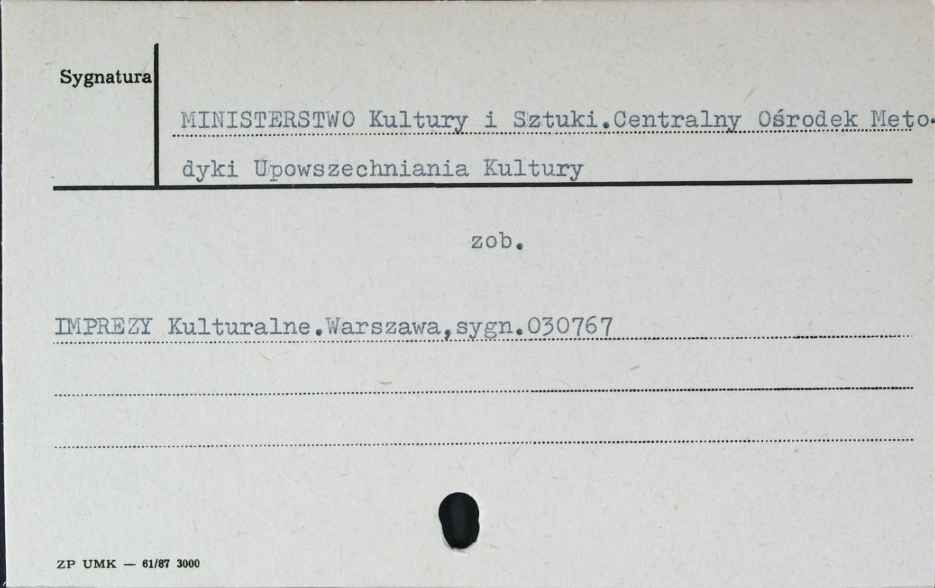 Sygnatura
MINISTERSTWO Kultury i Sztuki.Centralny Ośrodek Meto-
dyki Upowszechniania Kultury
zob.
IMPREZY Kulturalne.Warszawa,sygn.030767
ZP UMK — 61/87 3000